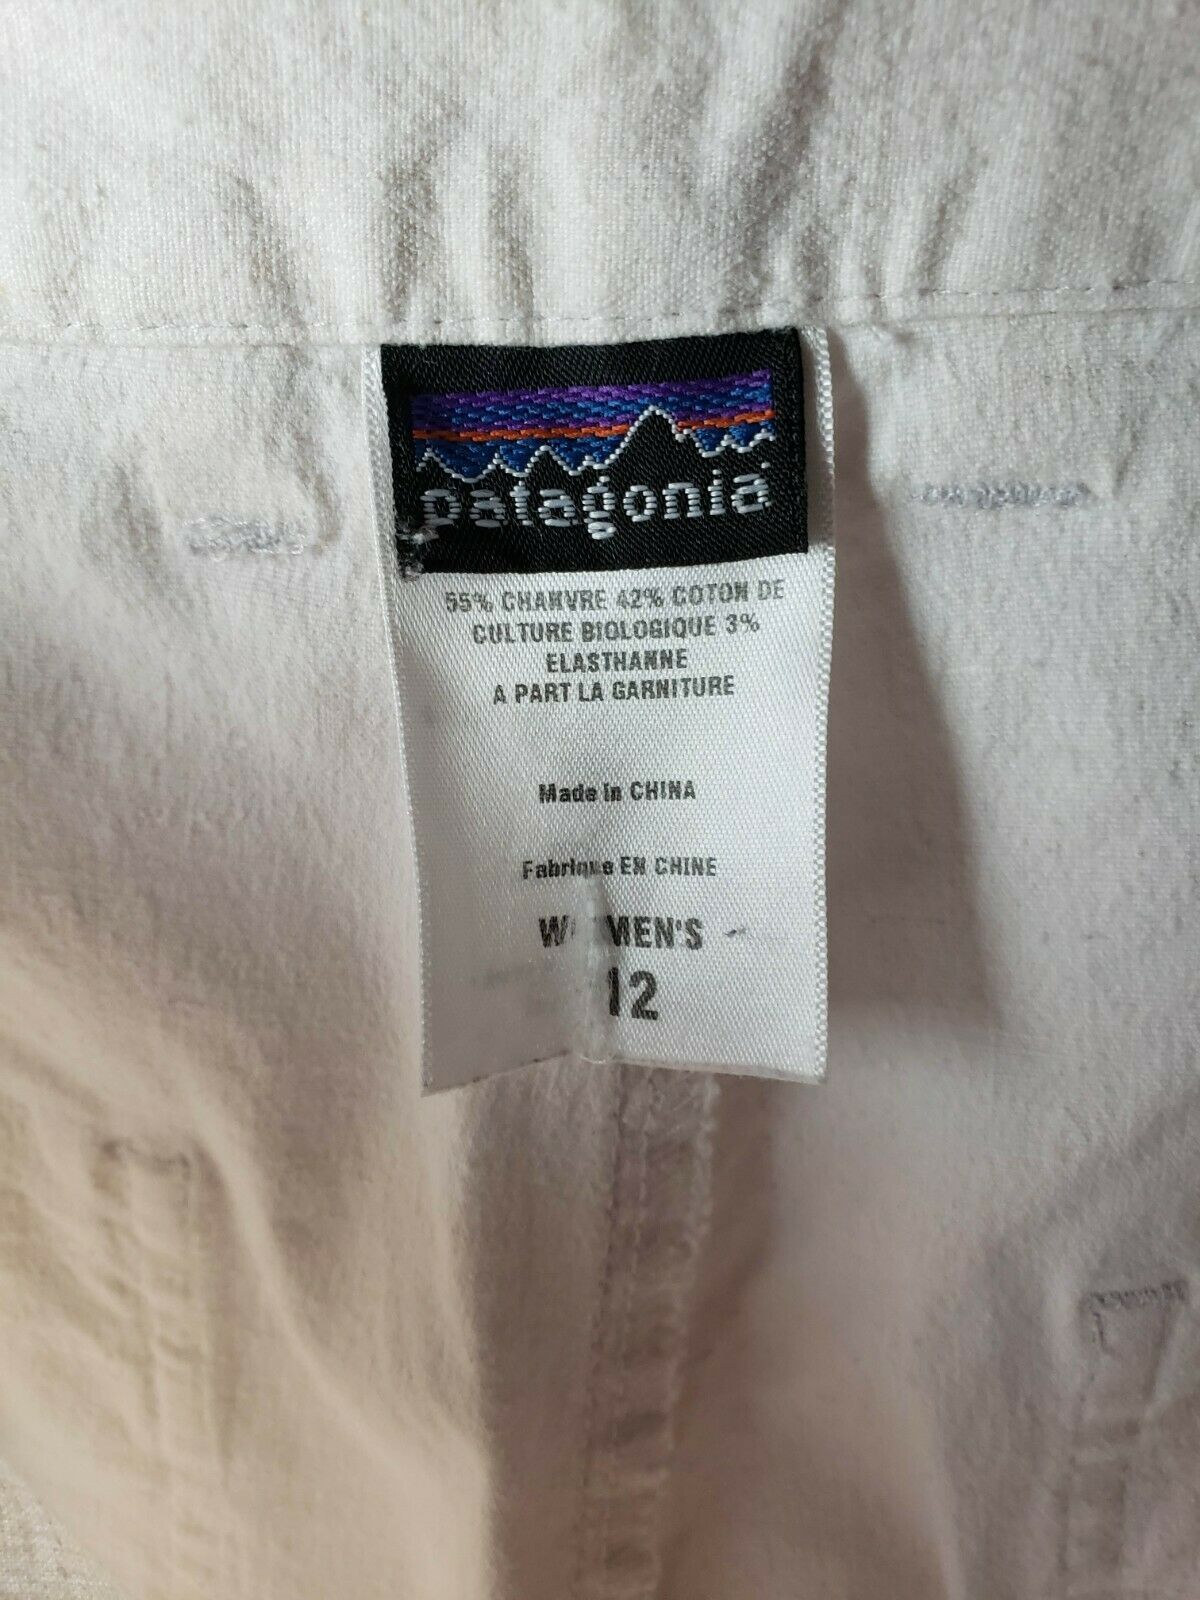 patagonia
55% CHANVRE 42% COTON DE
CULTURE BIOLOGIQUE 3%
ELASTHANNE
A PART LA GARNITURE
Made In CHINA
Fabrique EN CHINE
WOMEN'S
12